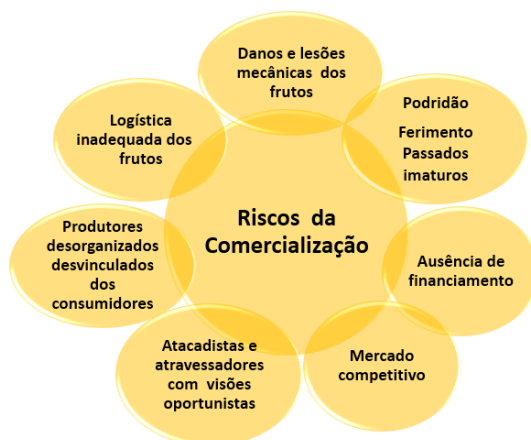 Danos e lesões
mecânicas dos
frutos
Podridão
Ferimento
Passados
imaturos
Ausência de
financiamento
Mercado
competitivo
Atacadistas e
atravessadores
com visões
oportunistas
Produtores
desorganizados
desvinculados
dos
consumidores
Logística
inadequada dos
frutos
Riscos da
Comercialização